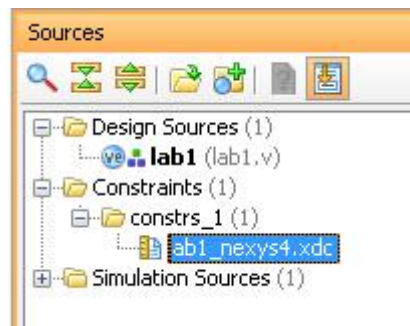 Sources
Design Sources (1)
lab1 (lab1.v)
Constraints (1)
constrs_1 (1)
ab1_nexys4.xdc
Simulation Sources (1)